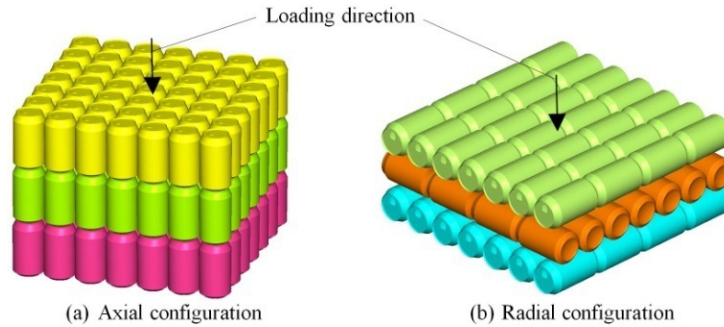 Loading direction
(a) Axial configuration
(b) Radial configuration